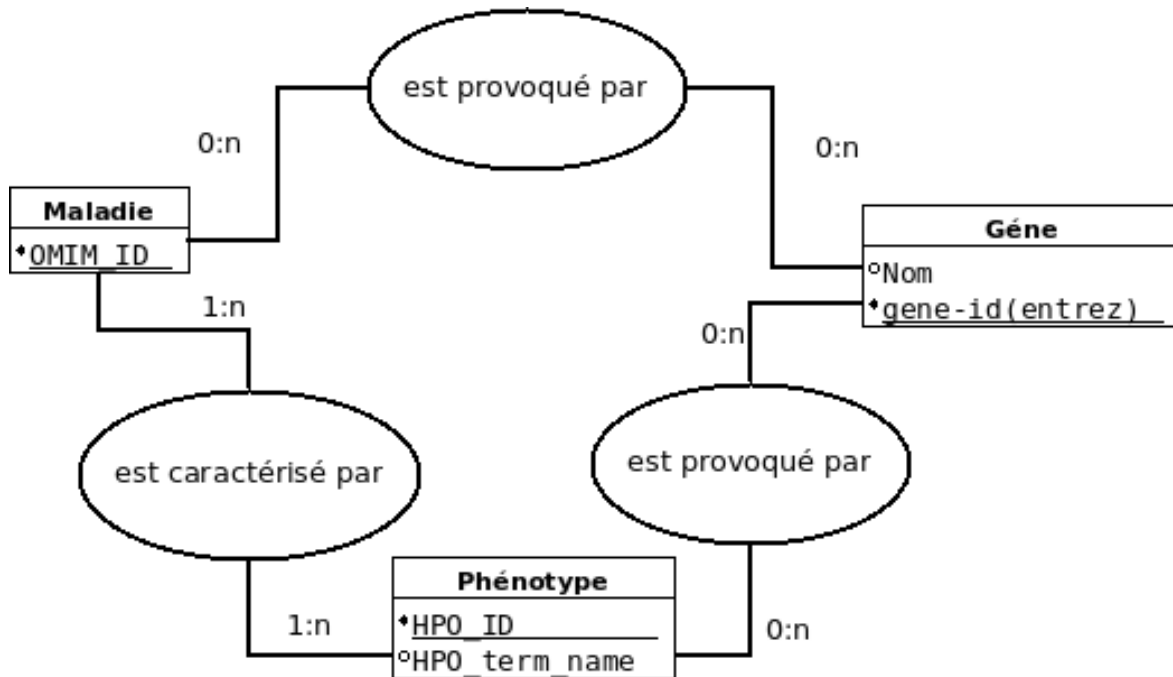 est provoqué par
0:n
0:n
Maladie
OMIM_ID
Géne
Nom
gene-id(entrez)
1:n
0:n
est caractérisé par
est provoqué par
Phénotype
HPO_ID
HPO_term_name
1:n
0:n